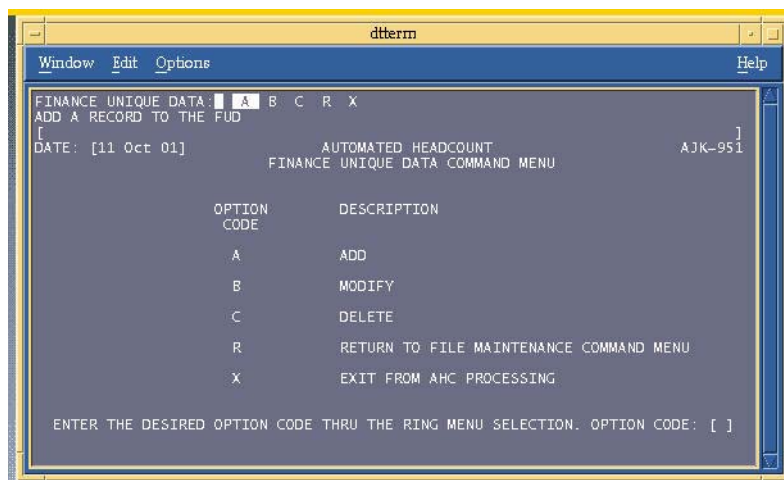 dtterm
Window Edit Options Help
FINANCE UNIQUE DATA: A B C R X
ADD A RECORD TO THE FUD
[ ]
DATE: [11 Oct 01] AUTOMATED HEADCOUNT AJK-951
FINANCE UNIQUE DATA COMMAND MENU
OPTION DESCRIPTION
CODE
A ADD
B MODIFY
C DELETE
R RETURN TO FILE MAINTENANCE COMMAND MENU
X EXIT FROM AHC PROCESSING
ENTER THE DESIRED OPTION CODE THRU THE RING MENU SELECTION. OPTION CODE: [ ]